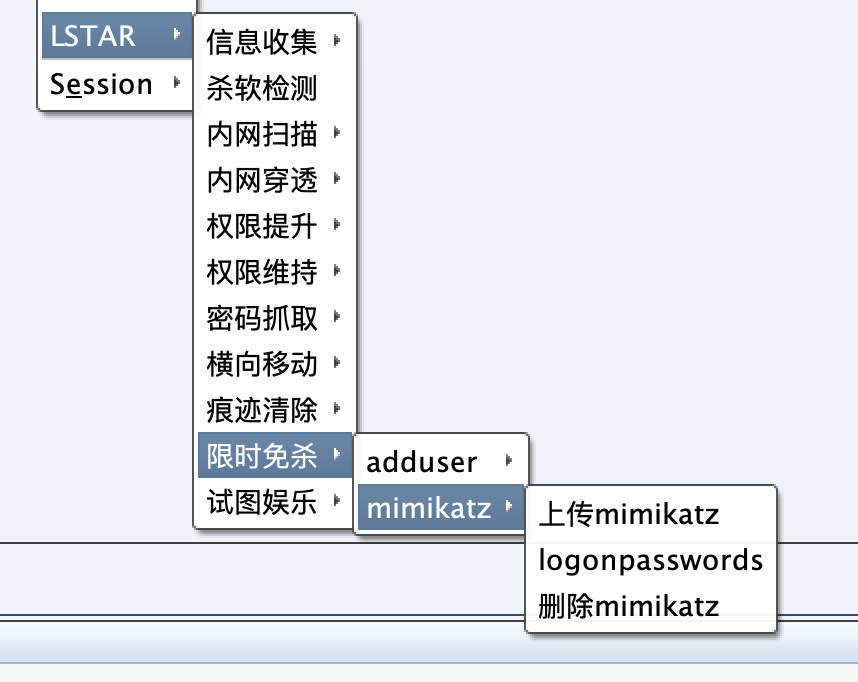 LSTAR
Session
信息收集
杀软检测
内网扫描
内网穿透
权限提升
权限维持
密码抓取
横向移动
痕迹清除
限时免杀
试图娱乐
adduser
mimikatz
上传mimikatz
logonpasswords
删除mimikatz